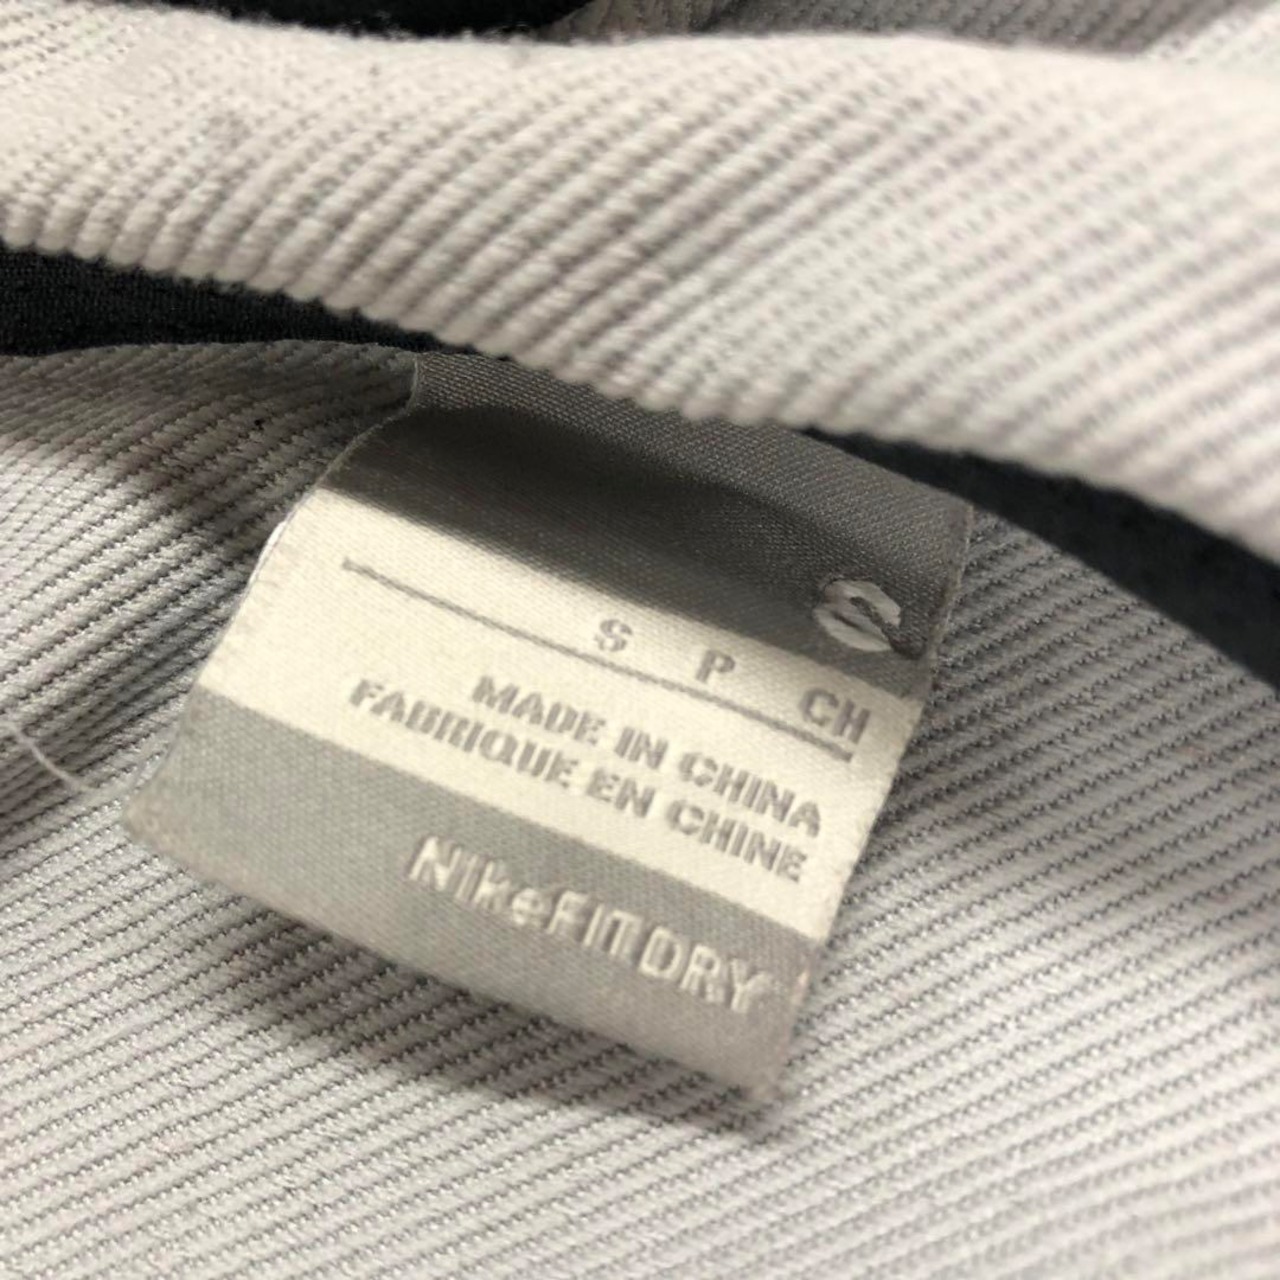 S
S P CH
MADE IN CHINA
FABRIQUE EN CHINE
NIKEFITDRY